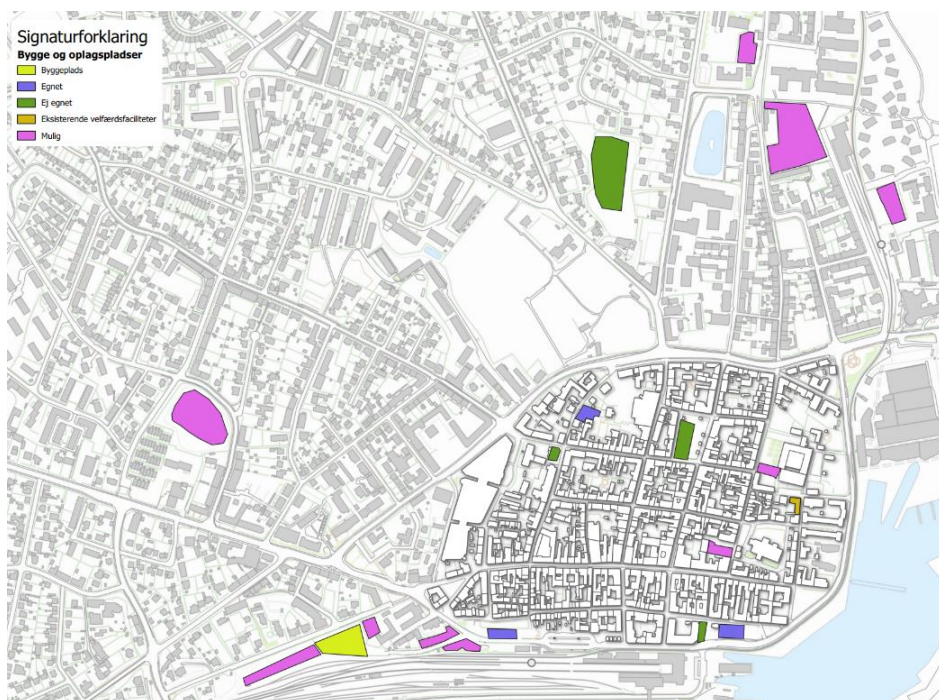 Signaturforklaring
Bygge og oplagspladser
Byggeplads
Egnet
Ej egnet
Eksisterende velfærdsfaciliteter
Mulig